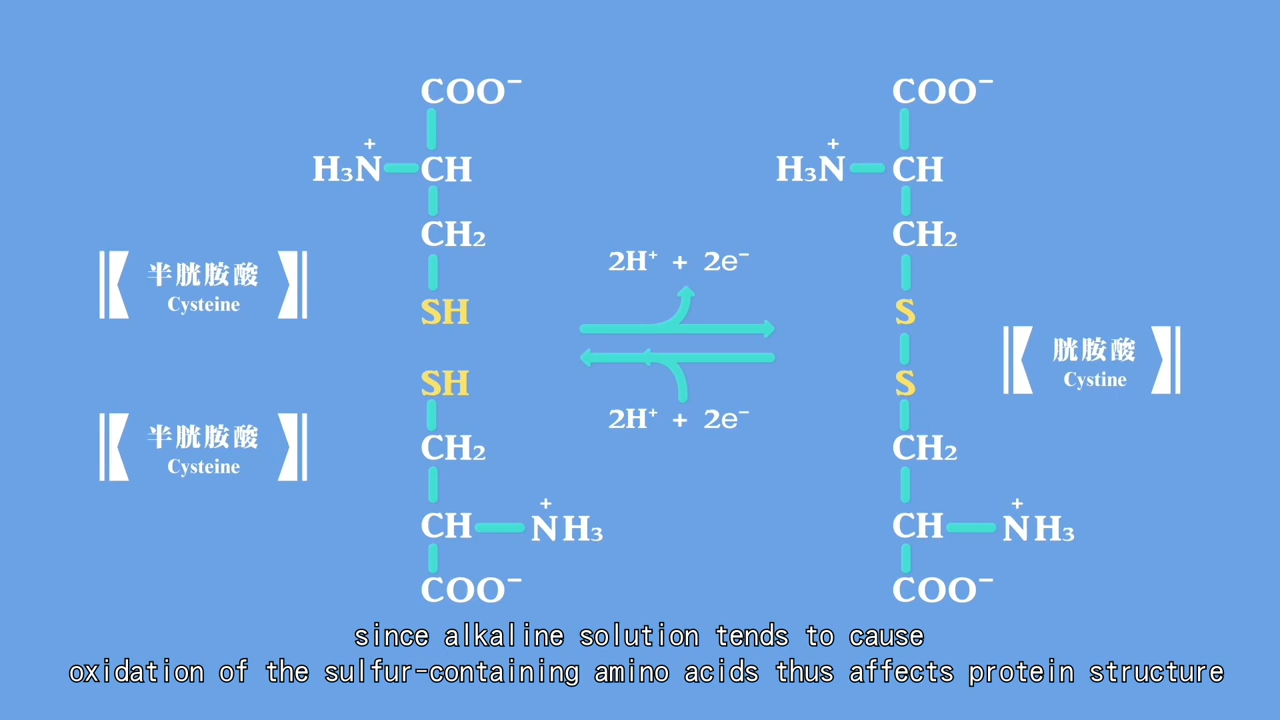 COO⁻
H₃N⁺ CH
CH₂
SH
SH
CH₂
CH N⁺H₃
COO⁻
半胱胺酸
Cysteine
半胱胺酸
Cysteine
2H⁺ + 2e⁻
2H⁺ + 2e⁻
COO⁻
H₃N⁺ CH
CH₂
S
S
CH₂
CH N⁺H₃
COO⁻
胱胺酸
Cystine
since alkaline solution tends to cause
oxidation of the sulfur-containing amino acids thus affects protein structure